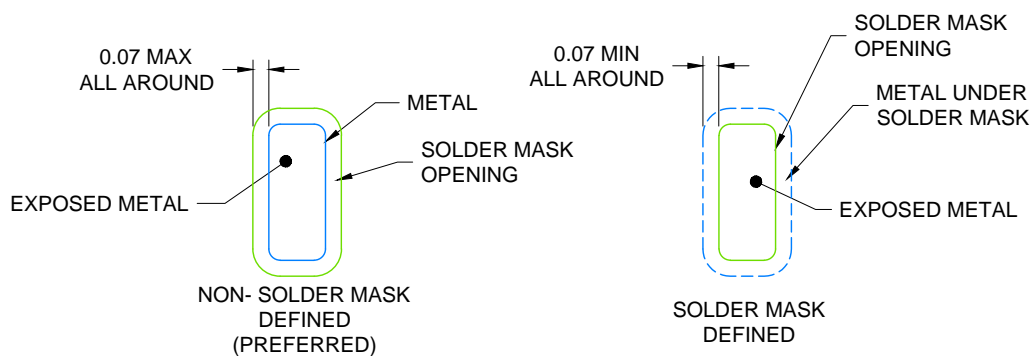 0.07 MAX
ALL AROUND
METAL
SOLDER MASK
OPENING
EXPOSED METAL
NON- SOLDER MASK
DEFINED
(PREFERRED)
0.07 MIN
ALL AROUND
SOLDER MASK
OPENING
METAL UNDER
SOLDER MASK
EXPOSED METAL
SOLDER MASK
DEFINED